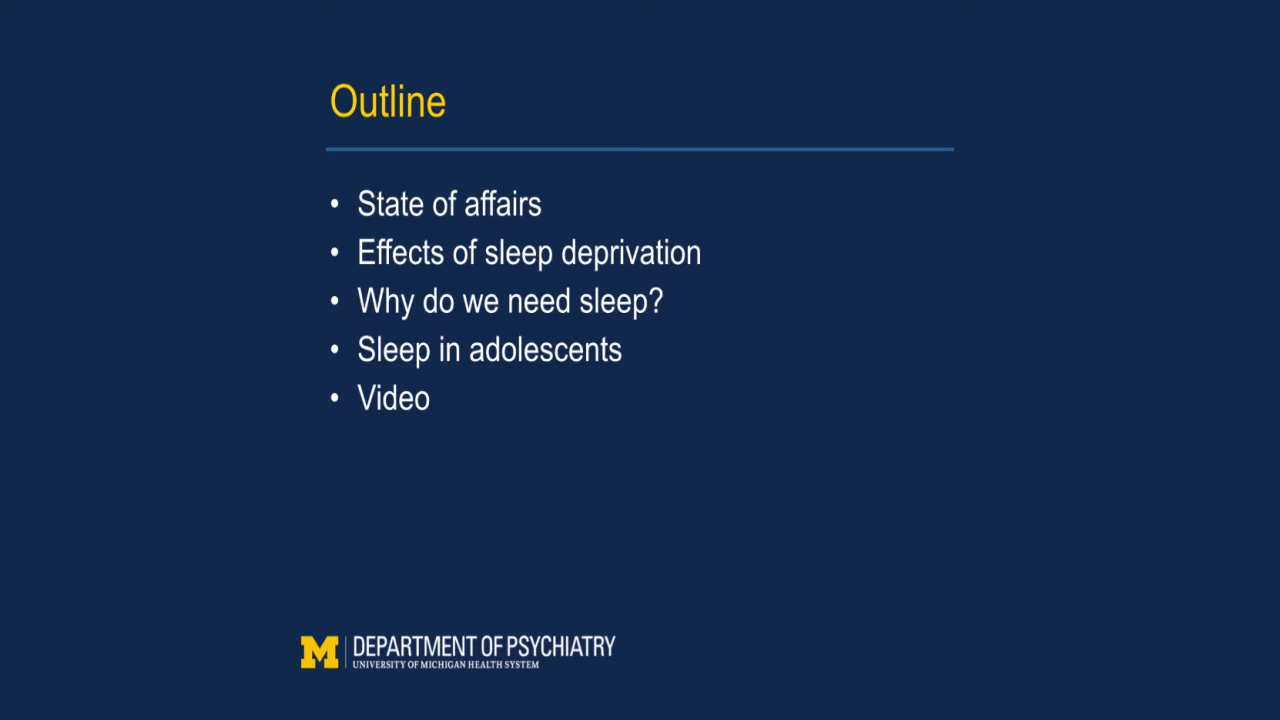 Outline
• State of affairs
• Effects of sleep deprivation
• Why do we need sleep?
• Sleep in adolescents
• Video
M DEPARTMENT OF PSYCHIATRY
UNIVERSITY OF MICHIGAN HEALTH SYSTEM